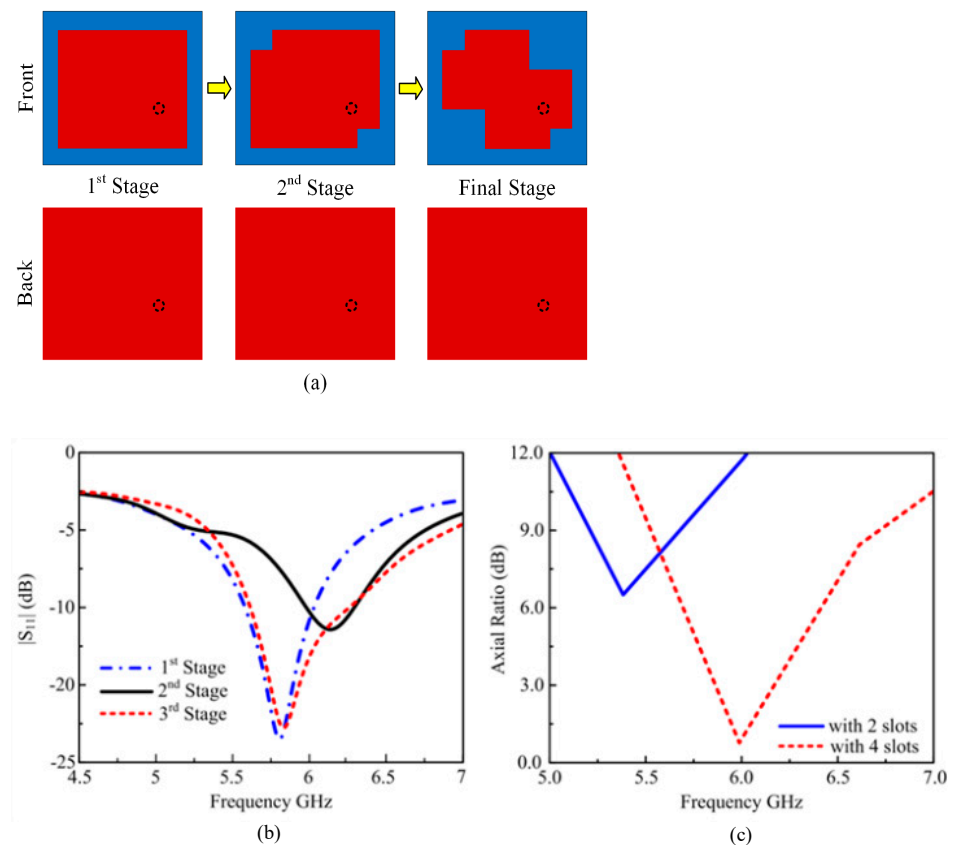 Front
1st Stage
2nd Stage
Final Stage
Back
(a)
0
-5
-10
-20
-25
|S11| (dB)
1st Stage
2nd Stage
3rd Stage
4.5
5
5.5
6
6.5
7
Frequency GHz
(b)
12.0
9.0
6.0
3.0
0.0
Axial Ratio (dB)
with 2 slots
with 4 slots
5.0
5.5
6.0
6.5
7.0
Frequency GHz
(c)